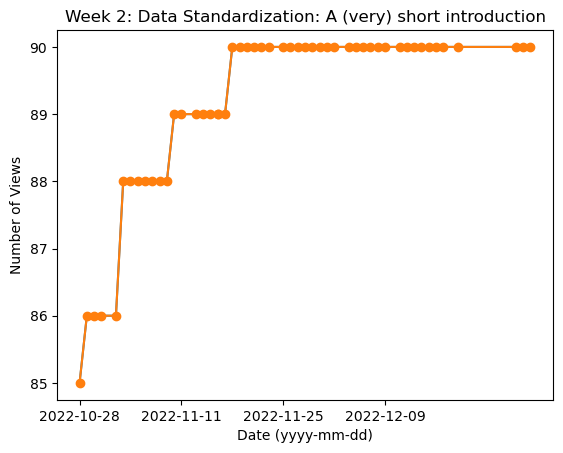 Week 2: Data Standardization: A (very) short introduction
90
89
88
87
86
85
Number of Views
2022-10-28 2022-11-11 2022-11-25 2022-12-09
Date (yyyy-mm-dd)